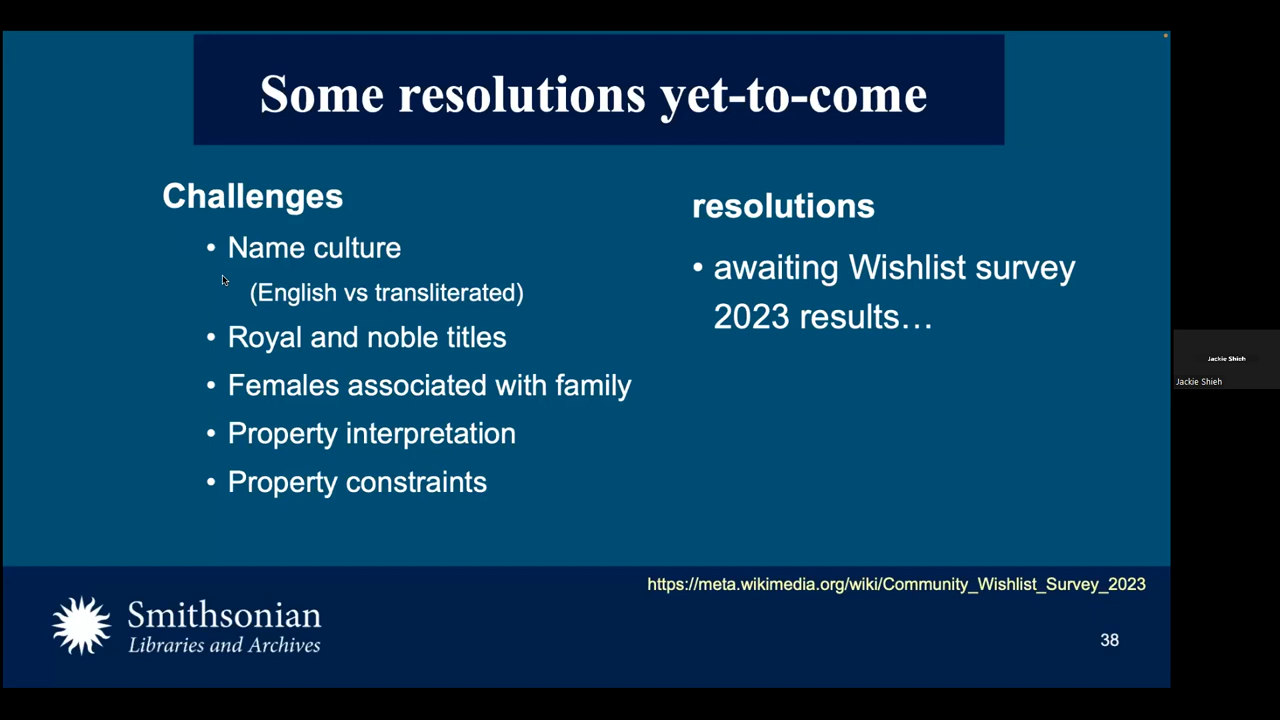 Some resolutions yet-to-come
Challenges
• Name culture
(English vs transliterated)
• Royal and noble titles
• Females associated with family
• Property interpretation
• Property constraints
resolutions
• awaiting Wishlist survey
2023 results…
https://meta.wikimedia.org/wiki/Community_Wishlist_Survey_2023
Smithsonian
Libraries and Archives
38
Jackie Shieh
Jackie Shieh